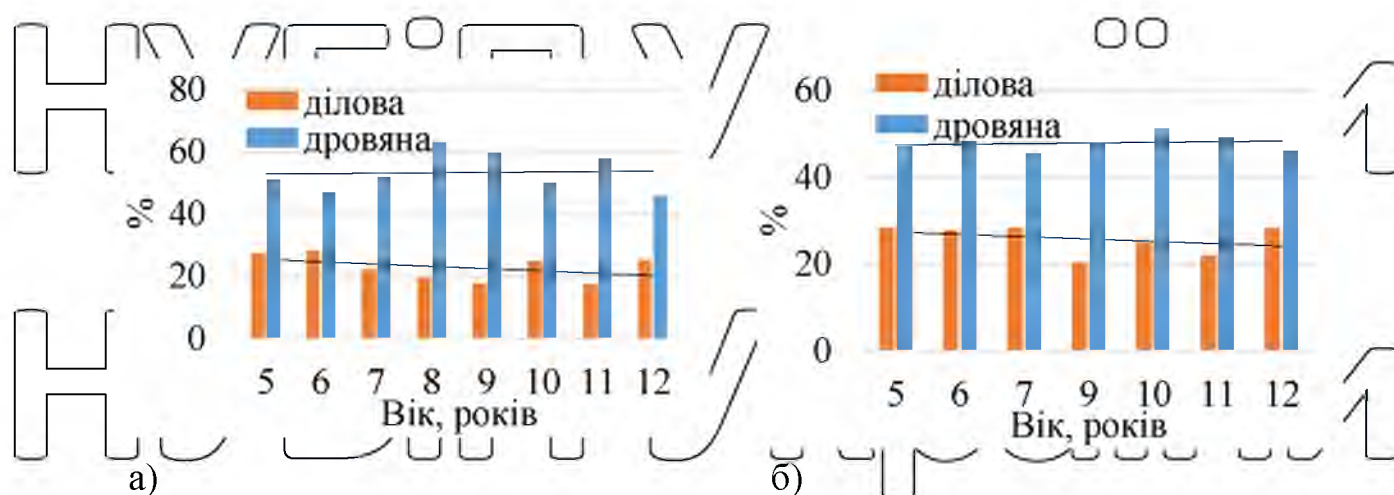 80
60
40
20
0
%
ділова
дровяна
5 6 7 8 9 10 11 12
Вік, років
а)
60
40
20
0
%
ділова
дровяна
5 6 7 9 10 11 12
Вік, років
б)